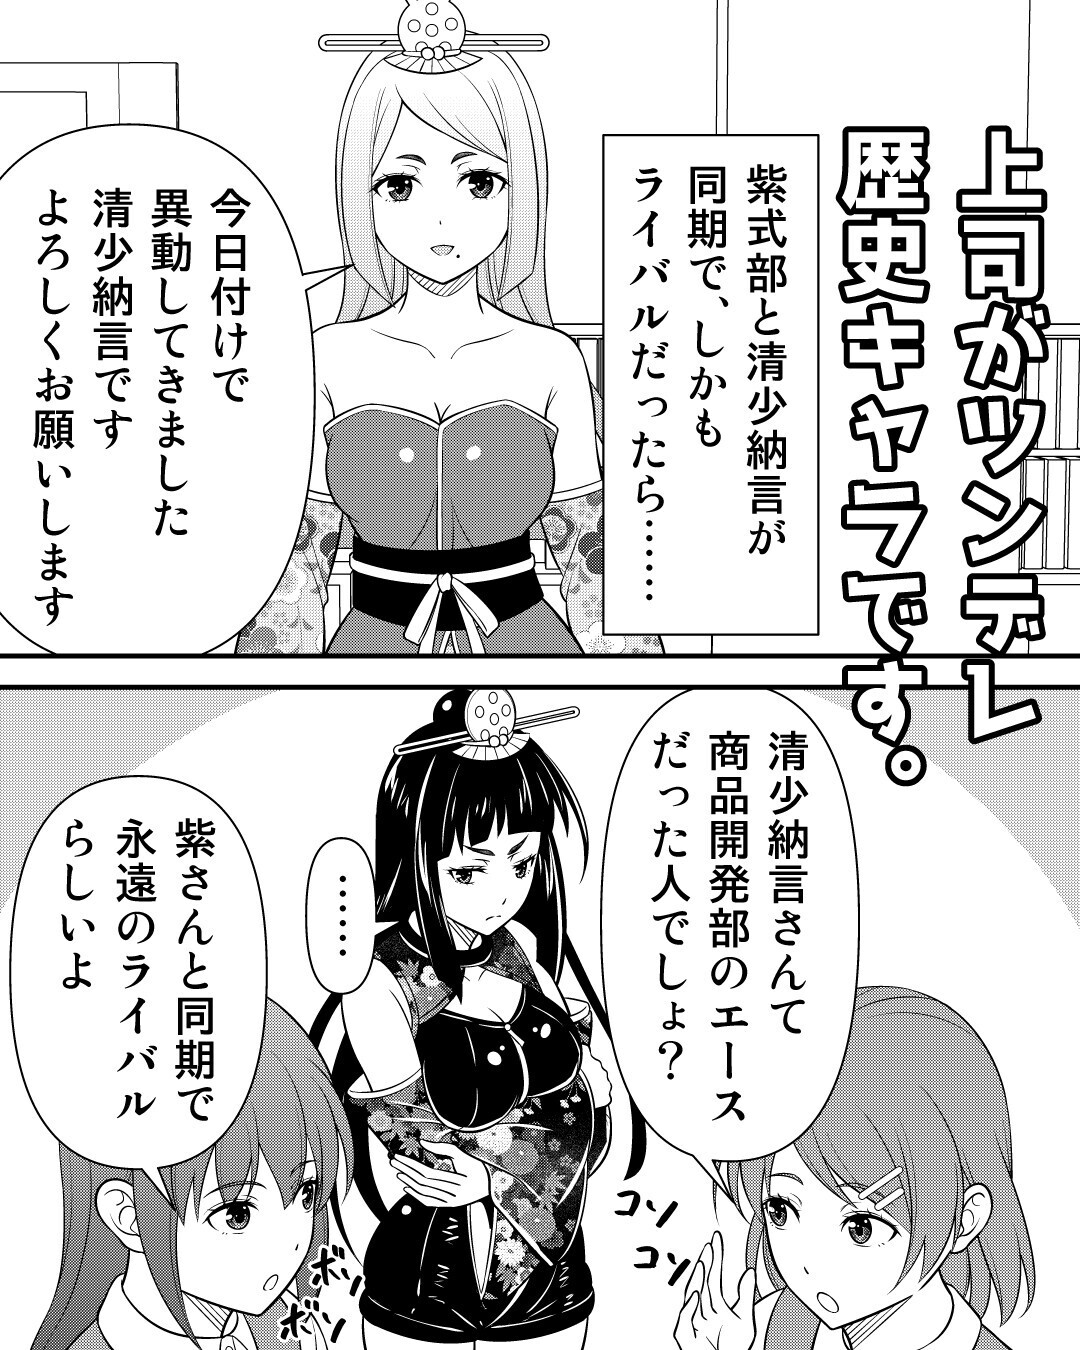 上司がツンデレ
歴史キャラです。
紫式部と清少納言が
同期で、しかも
ライバルだったら……
今日付けで
異動してきました
清少納言です
よろしくお願いします
清少納言さんて
商品開発部のエース
だった人でしょ？
……
紫さんと同期で
永遠のライバル
らしいよ
コソ
コソ
ボソ
ボソ